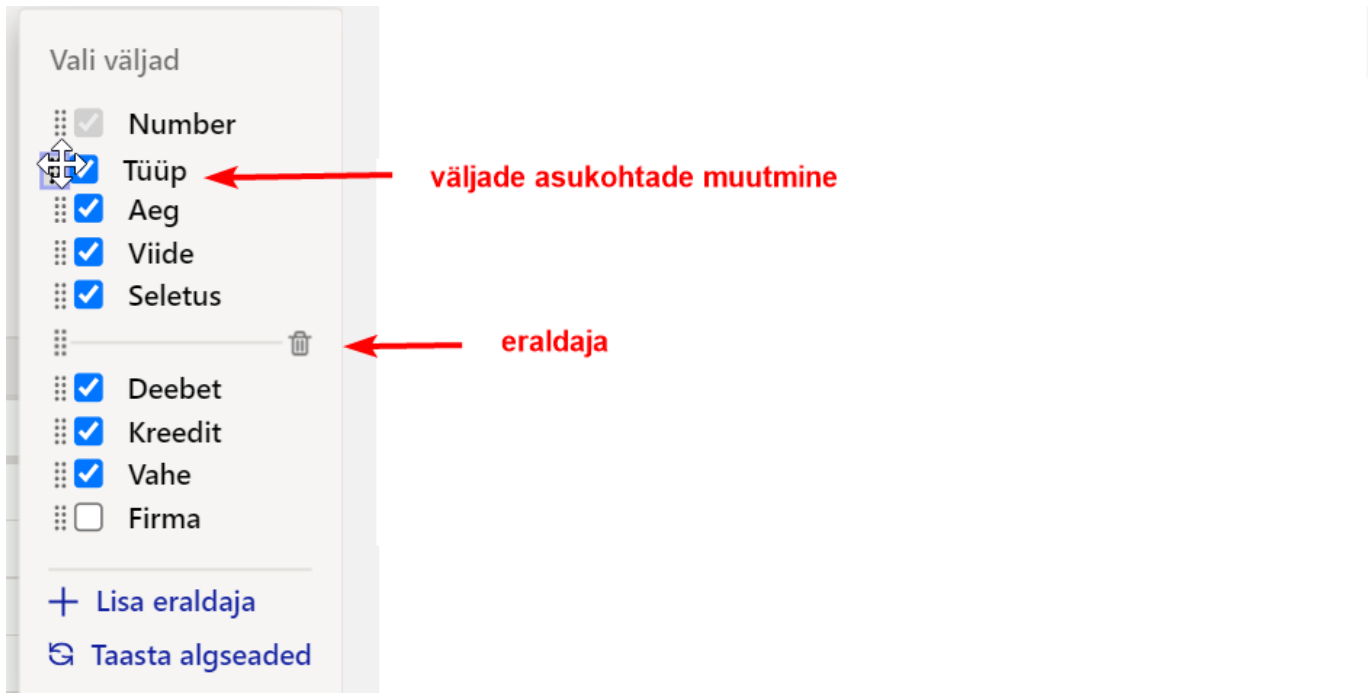 Vali väljad
Number
Tüüp
väljade asukohtade muutmine
Aeg
Viide
Seletus
eraldaja
Deebet
Kreedit
Vahe
Firma
Lisa eraldaja
Taasta algseaded